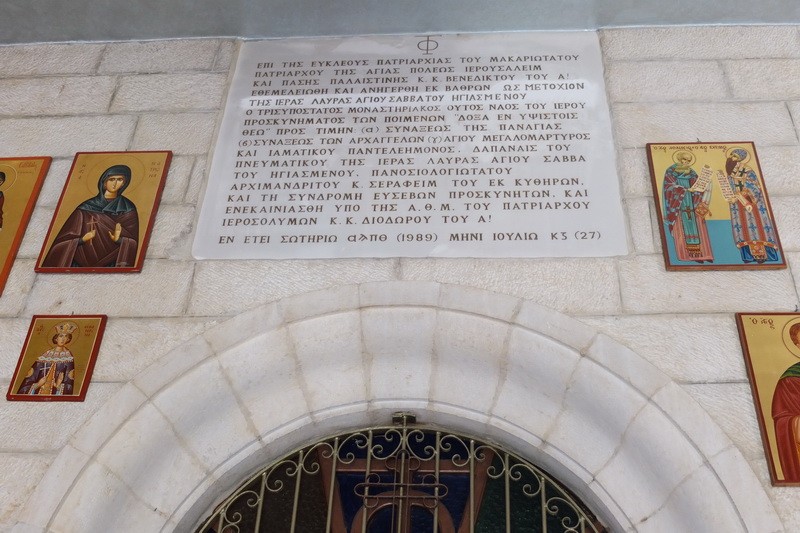 ΕΠΙ ΤΗΣ ΕΥΚΛΕΟΥΣ ΠΑΤΡΙΑΡΧΙΑΣ ΤΟΥ ΜΑΚΑΡΙΩΤΑΤΟΥ
ΠΑΤΡΙΑΡΧΟΥ ΤΗΣ ΑΓΙΑΣ ΠΟΛΕΩΣ ΙΕΡΟΥΣΑΛΕΙΜ
ΚΑΙ ΠΑΣΗΣ ΠΑΛΑΙΣΤΙΝΗΣ Κ.Κ. ΒΕΝΕΔΙΚΤΟΥ ΤΟΥ Α!
ΕΘΕΜΕΛΕΙΩΘΗ ΚΑΙ ΑΝΗΓΕΡΘΗ ΕΚ ΒΑΘΡΩΝ ΩΣ ΜΕΤΟΧΙΟΝ
ΤΗΣ ΙΕΡΑΣ ΛΑΥΡΑΣ ΑΓΙΟΥ ΣΑΒΒΑ ΤΟΥ ΗΓΙΑΣΜΕΝΟΥ
Ο ΤΡΙΣΥΠΟΣΤΑΤΟΣ ΜΟΝΑΣΤΗΡΙΑΚΟΣ ΟΥΤΟΣ ΝΑΟΣ ΤΟΥ ΙΕΡΟΥ
ΠΡΟΣΚΥΝΗΜΑΤΟΣ ΤΩΝ ΠΟΙΜΕΝΩΝ "ΔΟΞΑ ΕΝ ΥΨΙΣΤΟΙΣ
ΘΕΩ" ΠΡΟΣ ΤΙΜΗΝ (α) ΣΥΝΑΞΕΩΣ ΤΗΣ ΠΑΝΑΓΙΑΣ
(β) ΣΥΝΑΞΕΩΣ ΤΩΝ ΑΡΧΑΓΓΕΛΩΝ (γ) ΑΓΙΟΥ ΜΕΓΑΛΟΜΑΡΤΥΡΟΣ
ΚΑΙ ΙΑΜΑΤΙΚΟΥ ΠΑΝΤΕΛΕΗΜΟΝΟΣ, ΔΑΠΑΝΑΙΣ ΤΟΥ
ΠΝΕΥΜΑΤΙΚΟΥ ΤΗΣ ΙΕΡΑΣ ΛΑΥΡΑΣ ΑΓΙΟΥ ΣΑΒΒΑ
ΤΟΥ ΗΓΙΑΣΜΕΝΟΥ, ΠΑΝΟΣΙΟΛΟΓΙΩΤΑΤΟΥ
ΑΡΧΙΜΑΝΔΡΙΤΟΥ Κ. ΣΕΡΑΦΕΙΜ ΤΟΥ ΕΚ ΚΥΘΗΡΩΝ,
ΚΑΙ ΤΗ ΣΥΝΔΡΟΜΗ ΕΥΣΕΒΩΝ ΠΡΟΣΚΥΝΗΤΩΝ, ΚΑΙ
ΕΝΕΚΑΙΝΙΑΣΘΗ ΥΠΟ ΤΗΣ Α.Θ.Μ. ΤΟΥ ΠΑΤΡΙΑΡΧΟΥ
ΙΕΡΟΣΟΛΥΜΩΝ Κ.Κ. ΔΙΟΔΩΡΟΥ ΤΟΥ Α!
ΕΝ ΕΤΕΙ ΣΩΤΗΡΙΩ (1989) ΜΗΝΙ ΙΟΥΛΙΩ ΚΖ (27)